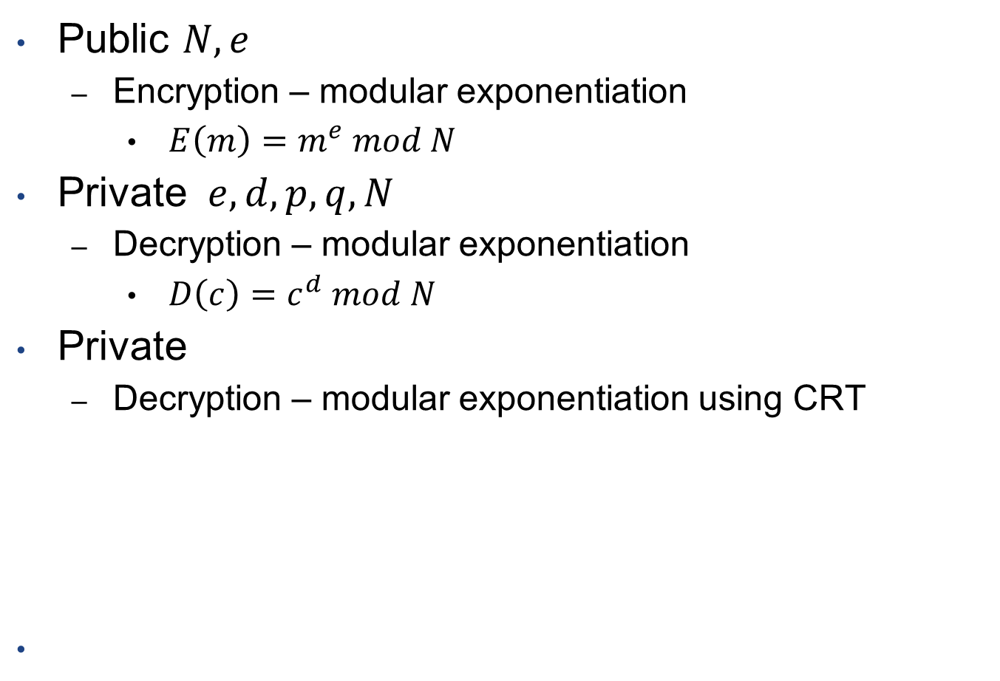 • Public 𝑁, 𝑒
– Encryption – modular exponentiation
• 𝐸(𝑚) = 𝑚^𝑒 𝑚𝑜𝑑 𝑁
• Private 𝑒, 𝑑, 𝑝, 𝑞, 𝑁
– Decryption – modular exponentiation
• 𝐷(𝑐) = 𝑐^𝑑 𝑚𝑜𝑑 𝑁
• Private
– Decryption – modular exponentiation using CRT
•